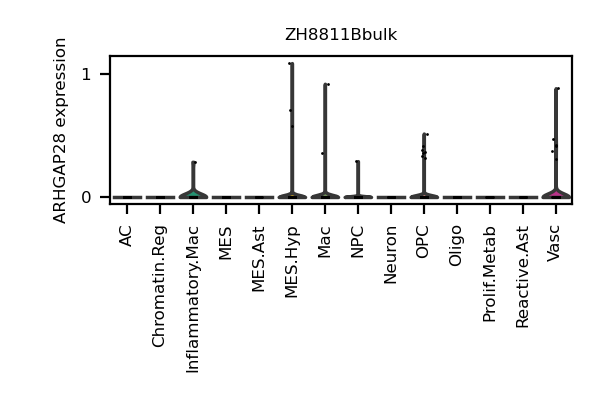 ZH8811Bbulk
ARHGAP28 expression
1
0
AC
Chromatin.Reg
Inflammatory.Mac
MES
MES.Ast
MES.Hyp
Mac
NPC
Neuron
OPC
Oligo
Prolif.Metab
Reactive.Ast
Vasc